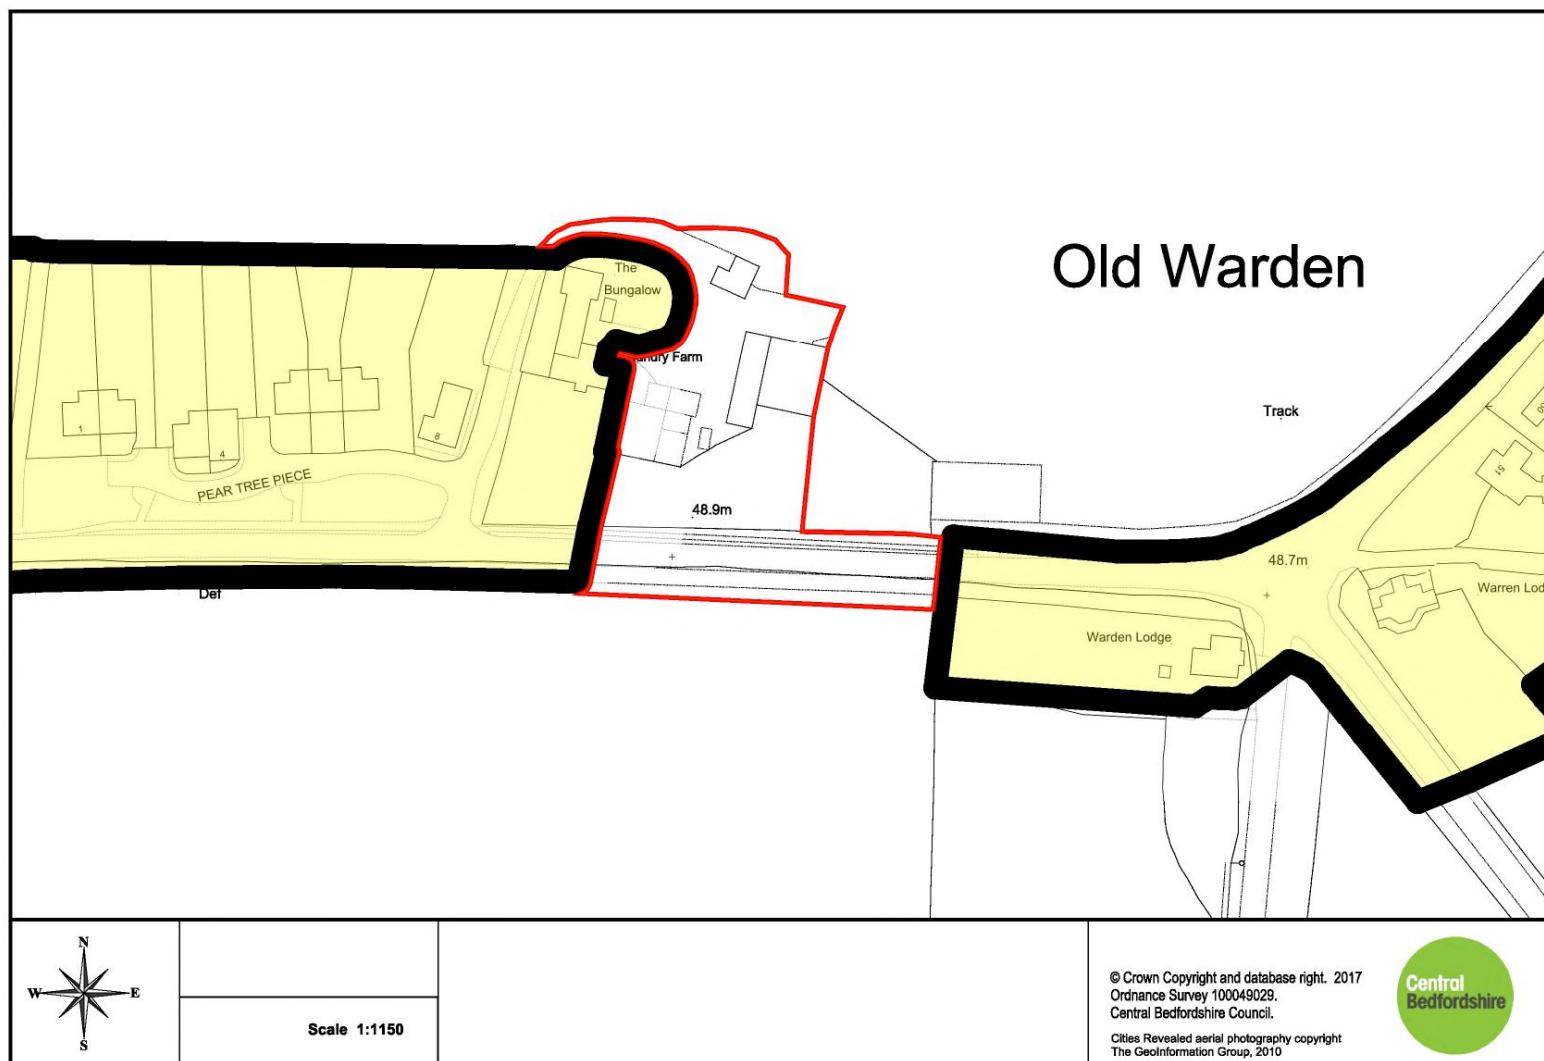 Old Warden
The
Bungalow
Farm
Track
1
4
8
PEAR TREE PIECE
48.9m
51
48.7m
Def
Warren Lod
Warden Lodge
N
W
E
S
Scale 1:1150
© Crown Copyright and database right. 2017
Ordnance Survey 100049029.
Central Bedfordshire Council.
Cities Revealed aerial photography copyright
The GeoInformation Group, 2010
Central
Bedfordshire